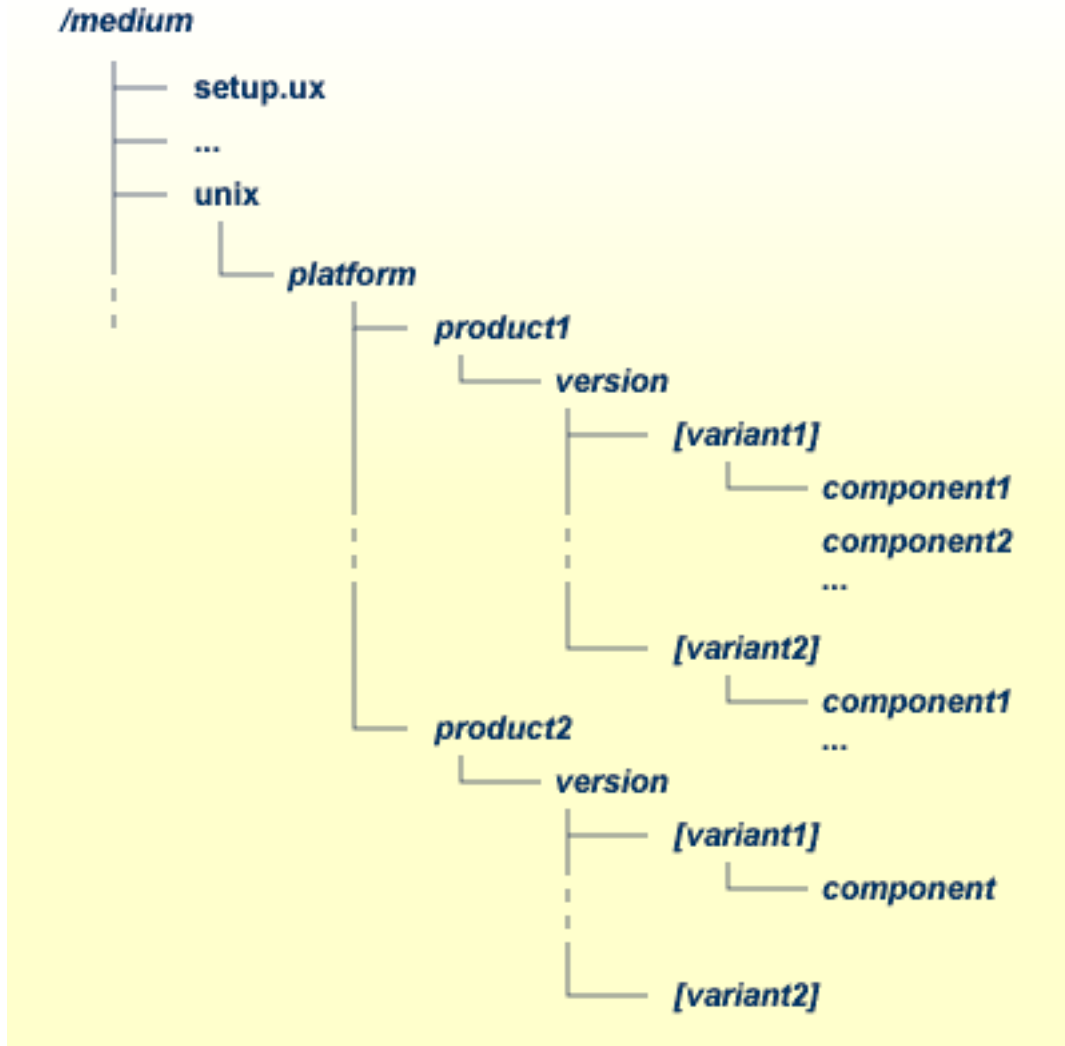 /medium
setup.ux
...
unix
platform
product1
version
[variant1]
component1
component2
...
[variant2]
component1
...
product2
version
[variant1]
component
[variant2]